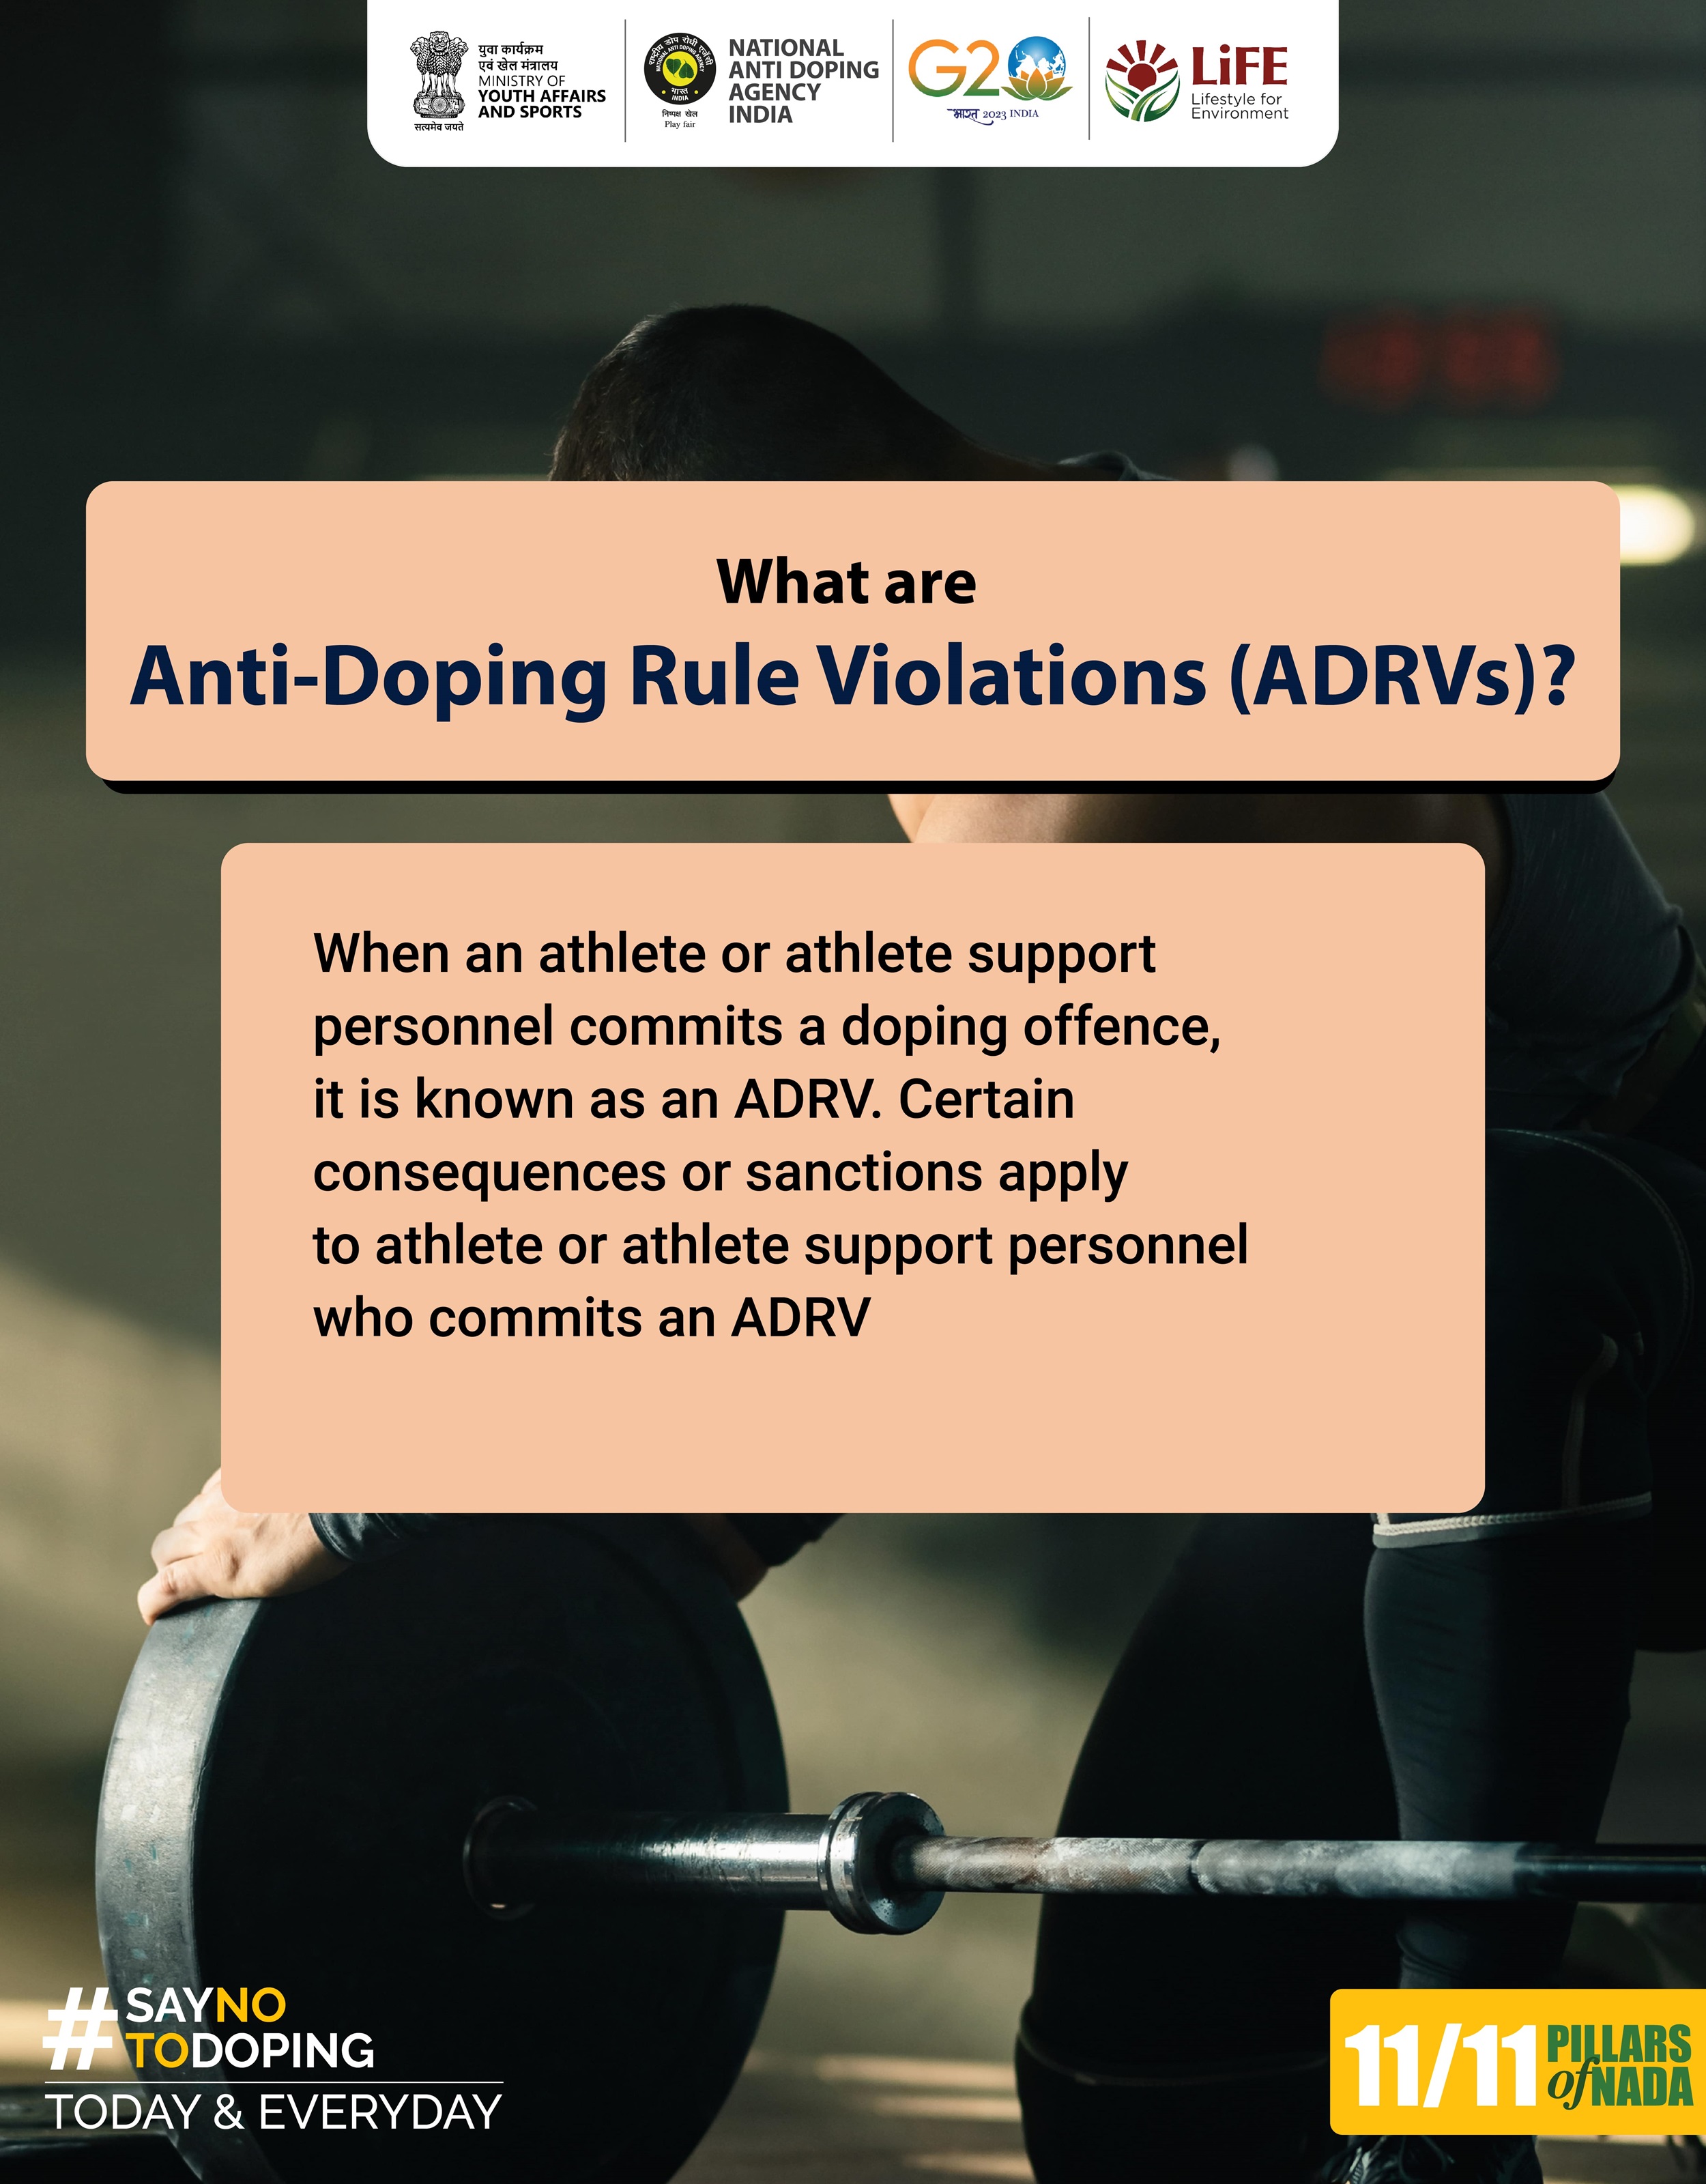 युवा कार्यक्रम
एवं खेल मंत्रालय
MINISTRY OF
YOUTH AFFAIRS
AND SPORTS
सत्यमेव जयते
राष्ट्रीय डोप रोधी एजेंसी
NATIONAL ANTI DOPING AGENCY
भारत
INDIA
निष्पक्ष खेल
Play fair
NATIONAL
ANTI DOPING
AGENCY
INDIA
G20
भारत 2023 INDIA
LiFE
Lifestyle for
Environment
What are
Anti-Doping Rule Violations (ADRVs)?
When an athlete or athlete support
personnel commits a doping offence,
it is known as an ADRV. Certain
consequences or sanctions apply
to athlete or athlete support personnel
who commits an ADRV
#SAYNO
TODOPING
TODAY & EVERYDAY
11/11 PILLARS
of NADA